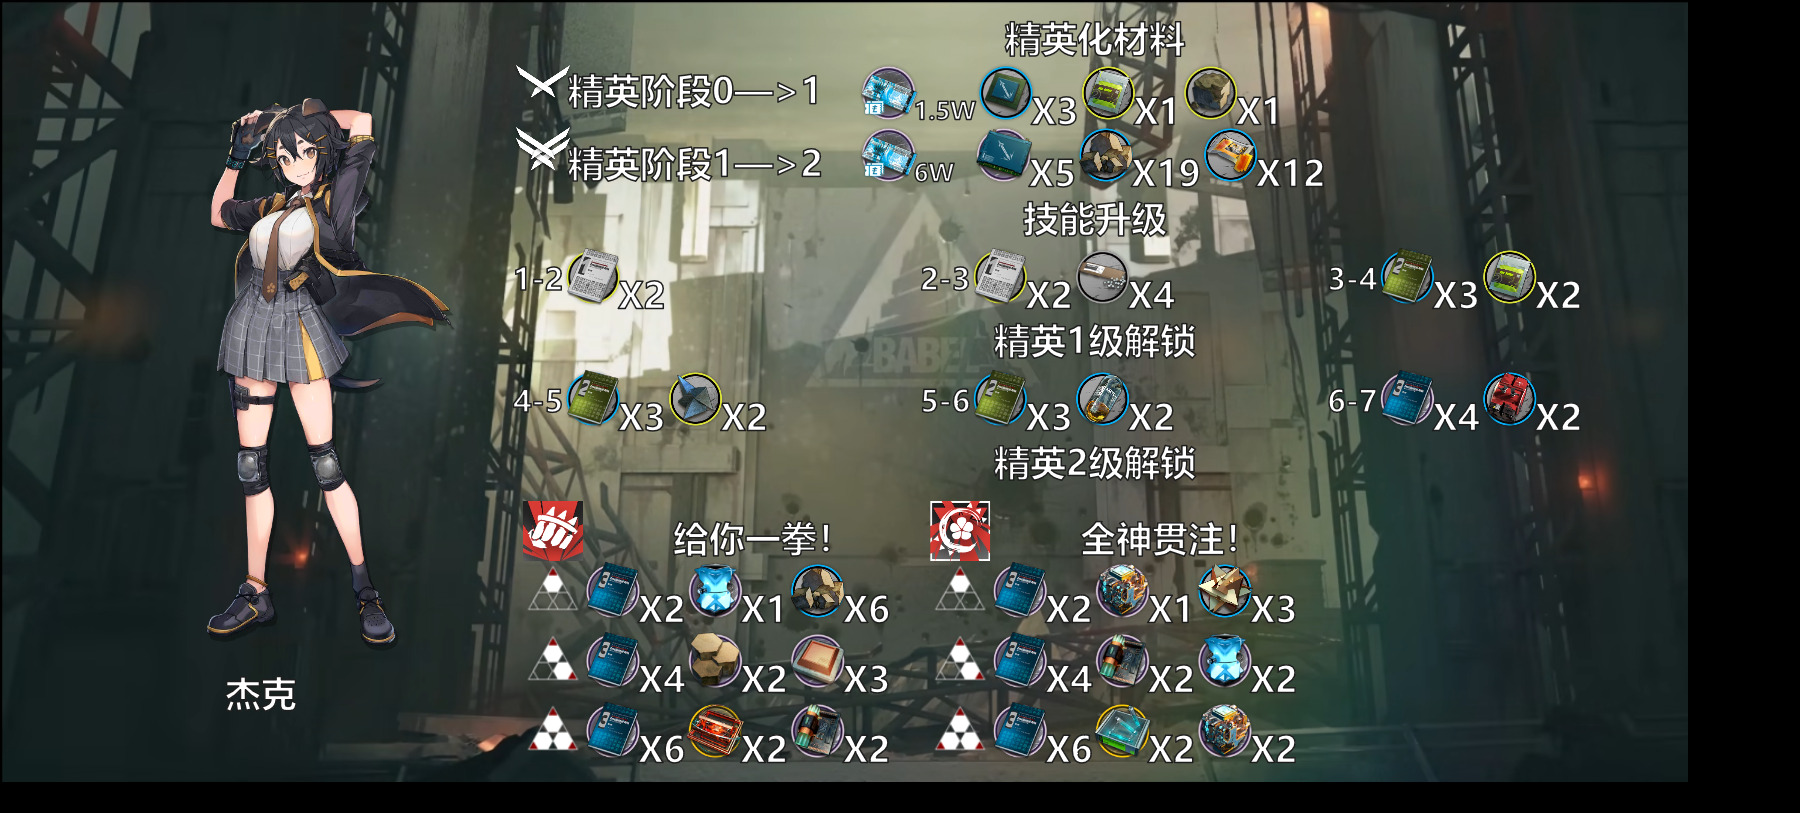 精英化材料
精英阶段0—>1 1.5W X3 X1 X1
精英阶段1—>2 6W X5 X19 X12
技能升级
1-2 X2 2-3 X2 X4 3-4 X3 X2
精英1级解锁
BABEL
4-5 X3 X2 5-6 X3 X2 6-7 X4 X2
精英2级解锁
给你一拳! 全神贯注!
X2 X1 X6 X2 X1 X3
X4 X2 X3 X4 X2 X2
杰克
X6 X2 X2 X6 X2 X2